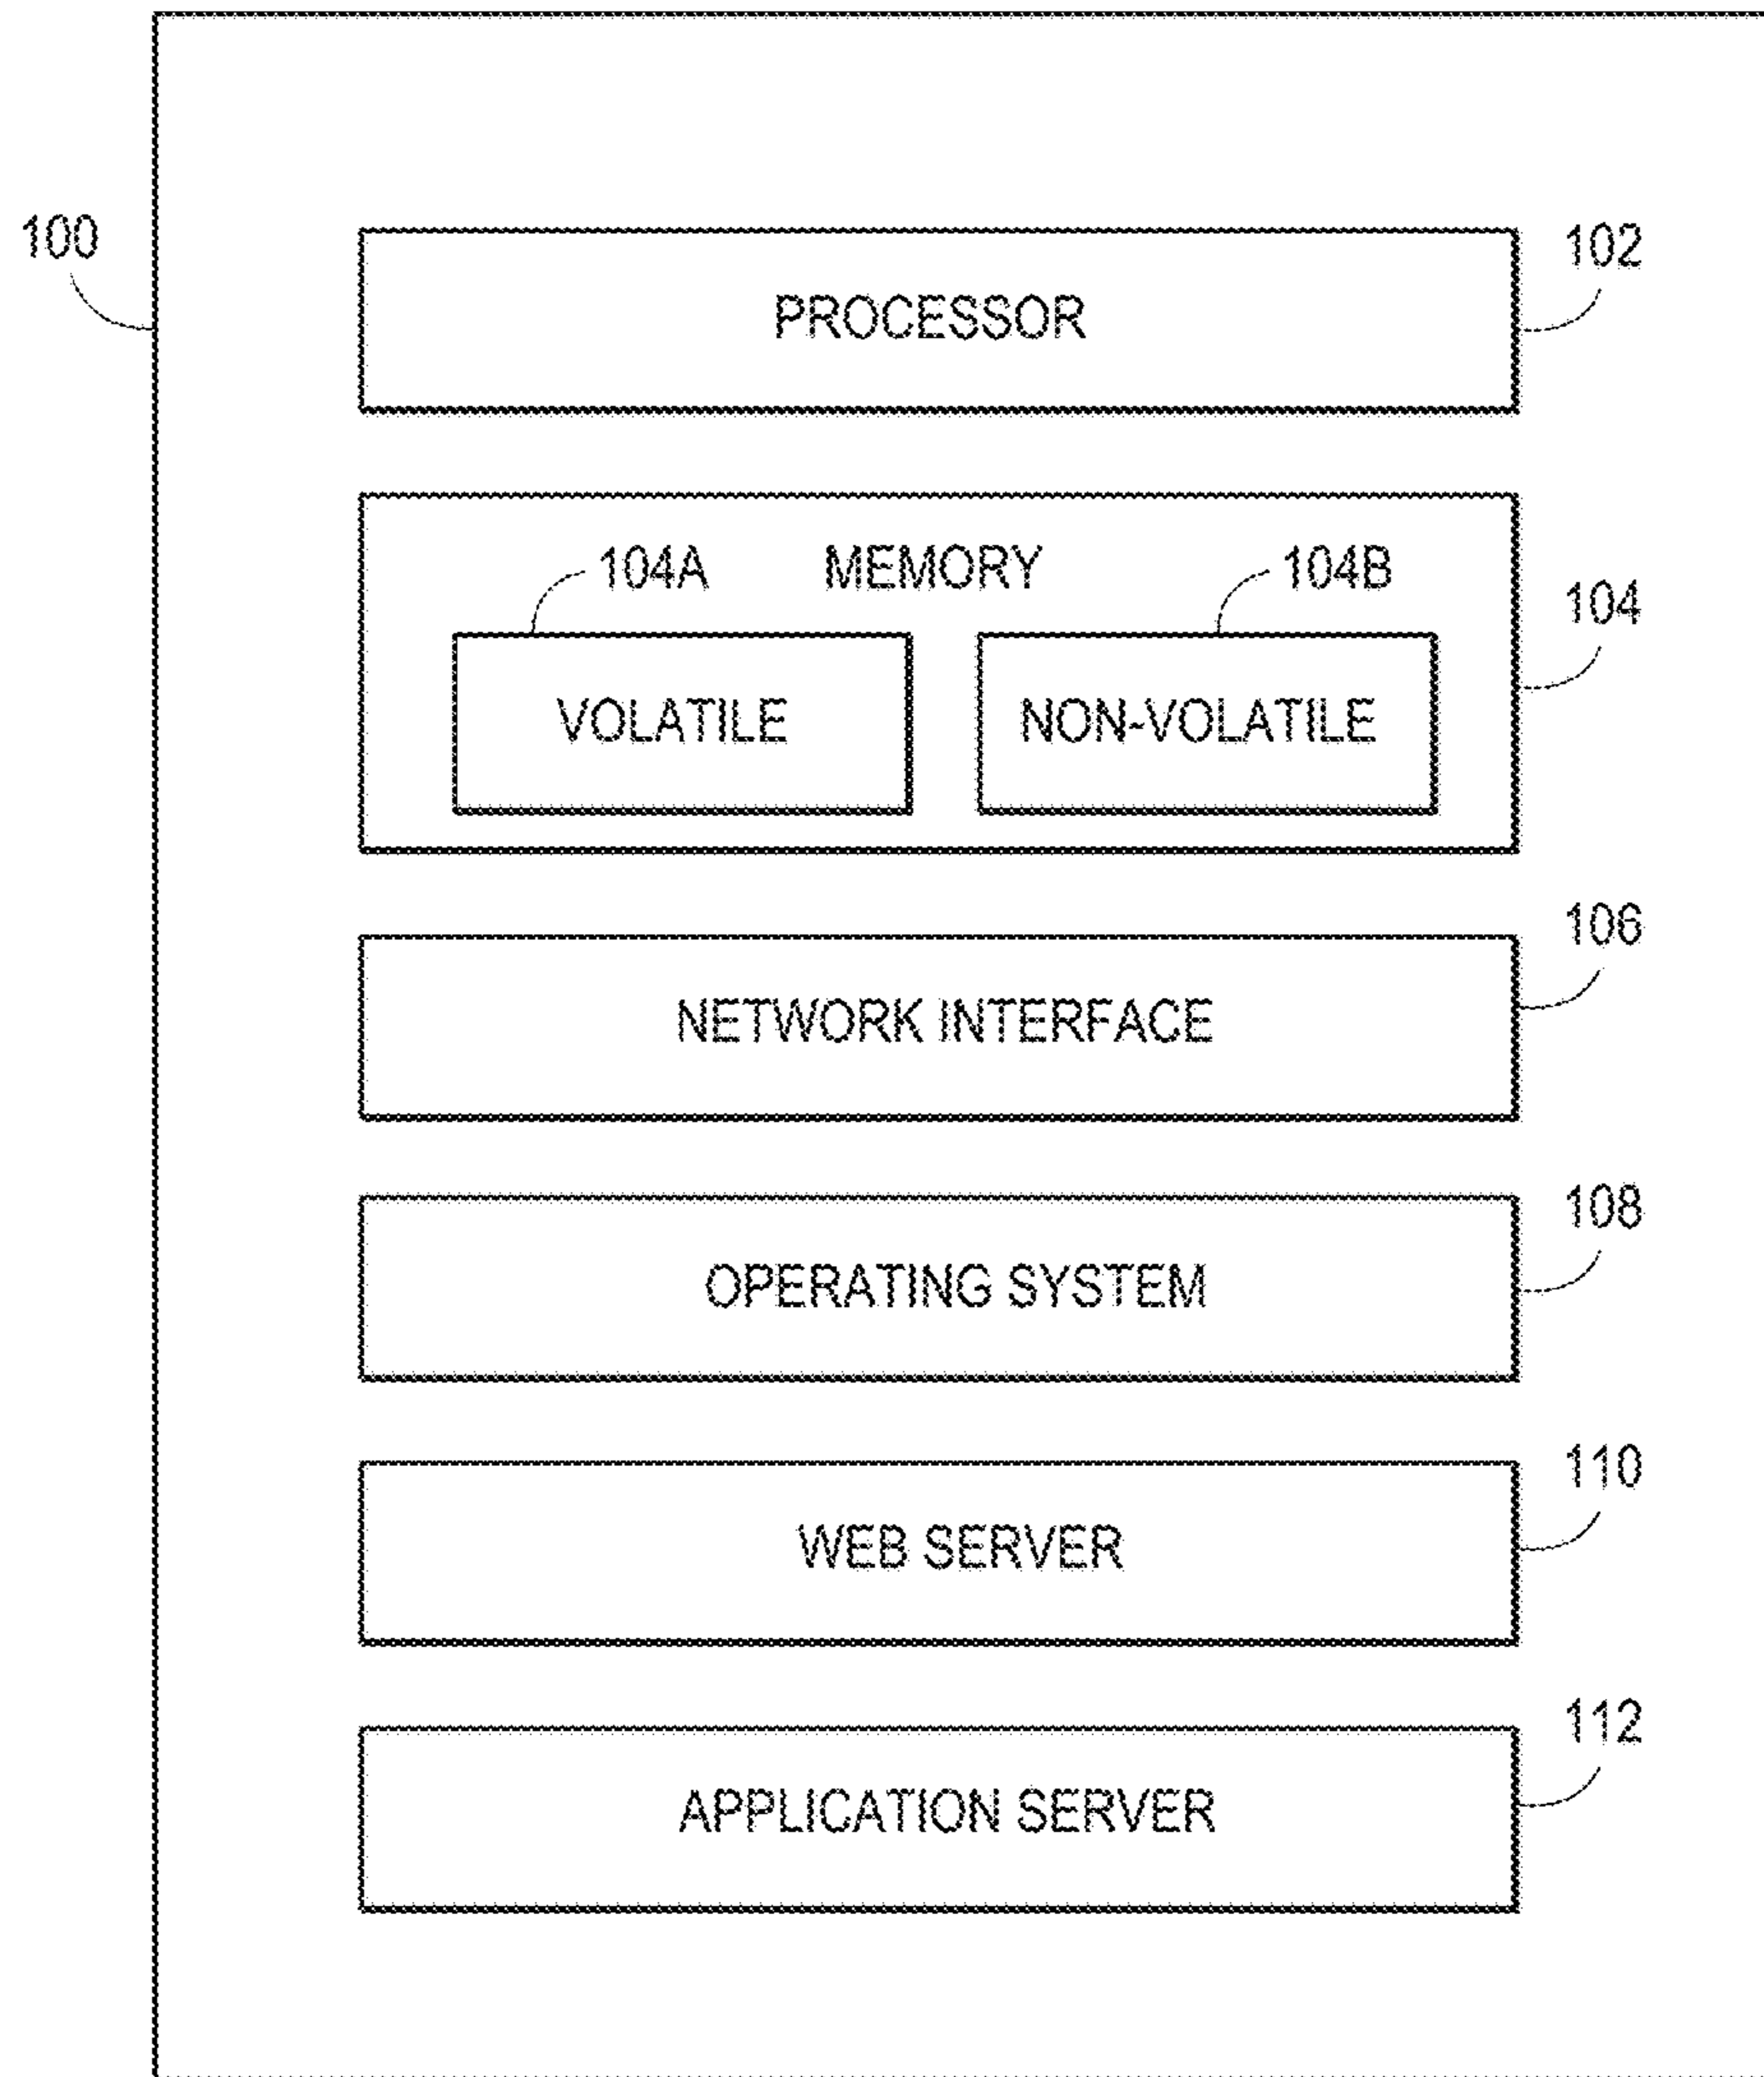 100
102
PROCESSOR
104A MEMORY 104B
104
VOLATILE NON-VOLATILE
106
NETWORK INTERFACE
108
OPERATING SYSTEM
110
WEB SERVER
112
APPLICATION SERVER